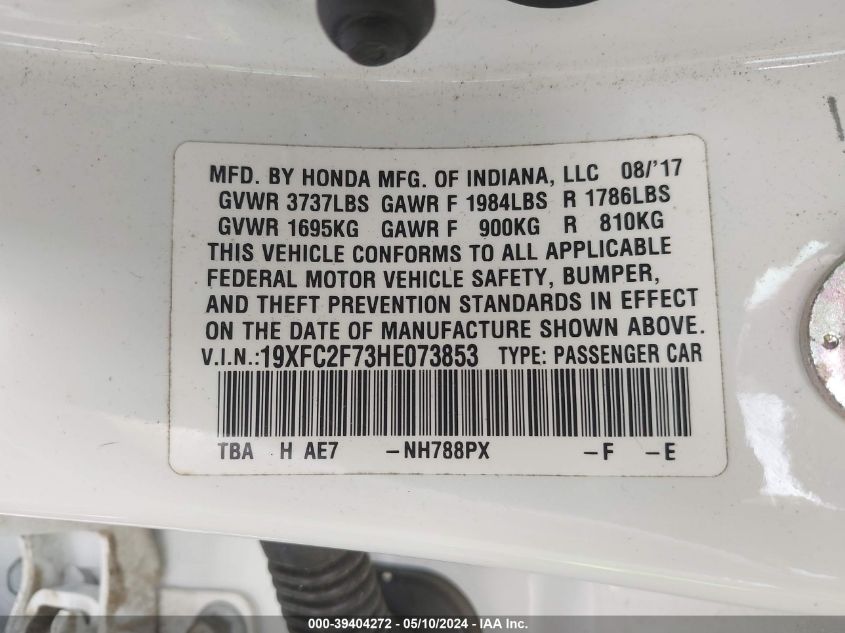 MFD. BY HONDA MFG. OF INDIANA, LLC 08/'17
GVWR 3737LBS GAWR F 1984LBS R 1786LBS
GVWR 1695KG GAWR F 900KG R 810KG
THIS VEHICLE CONFORMS TO ALL APPLICABLE
FEDERAL MOTOR VEHICLE SAFETY, BUMPER,
AND THEFT PREVENTION STANDARDS IN EFFECT
ON THE DATE OF MANUFACTURE SHOWN ABOVE.
V.I.N.: 19XFC2F73HE073853 TYPE: PASSENGER CAR
TBA H AE7 -NH788PX -F -E
000-39404272 - 05/10/2024 - IAA Inc.